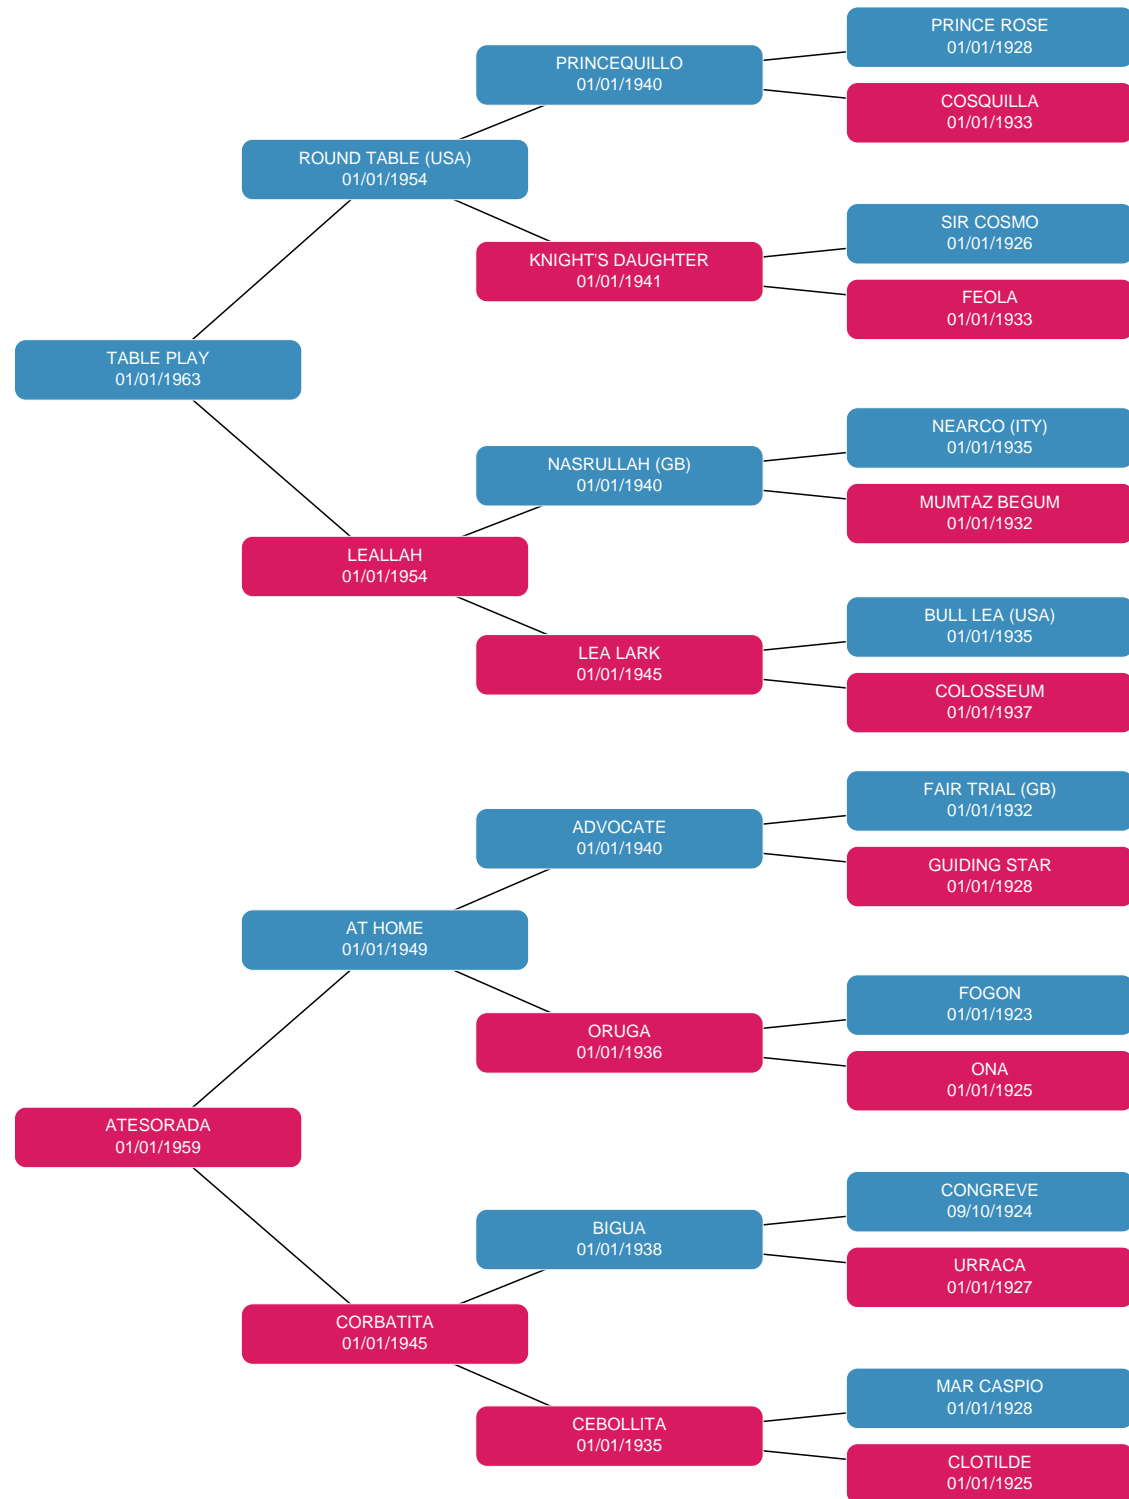 PRINCE ROSE
01/01/1928
PRINCEQUILLO
01/01/1940
COSQUILLA
01/01/1933
ROUND TABLE (USA)
01/01/1954
SIR COSMO
01/01/1926
KNIGHT'S DAUGHTER
01/01/1941
FEOLA
01/01/1933
TABLE PLAY
01/01/1963
NEARCO (ITY)
01/01/1935
NASRULLAH (GB)
01/01/1940
MUMTAZ BEGUM
01/01/1932
LEALLAH
01/01/1954
BULL LEA (USA)
01/01/1935
LEA LARK
01/01/1945
COLOSSEUM
01/01/1937
FAIR TRIAL (GB)
01/01/1932
ADVOCATE
01/01/1940
GUIDING STAR
01/01/1928
AT HOME
01/01/1949
FOGON
01/01/1923
ORUGA
01/01/1936
ONA
01/01/1925
ATESORADA
01/01/1959
CONGREVE
09/10/1924
BIGUA
01/01/1938
URRACA
01/01/1927
CORBATITA
01/01/1945
MAR CASPIO
01/01/1928
CEBOLLITA
01/01/1935
CLOTILDE
01/01/1925